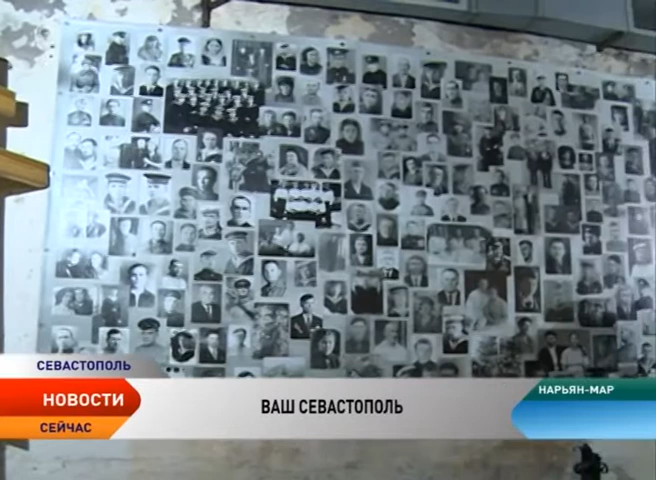 СЕВАСТОПОЛЬ
НОВОСТИ
СЕЙЧАС
ВАШ СЕВАСТОПОЛЬ
НАРЬЯН-МАР